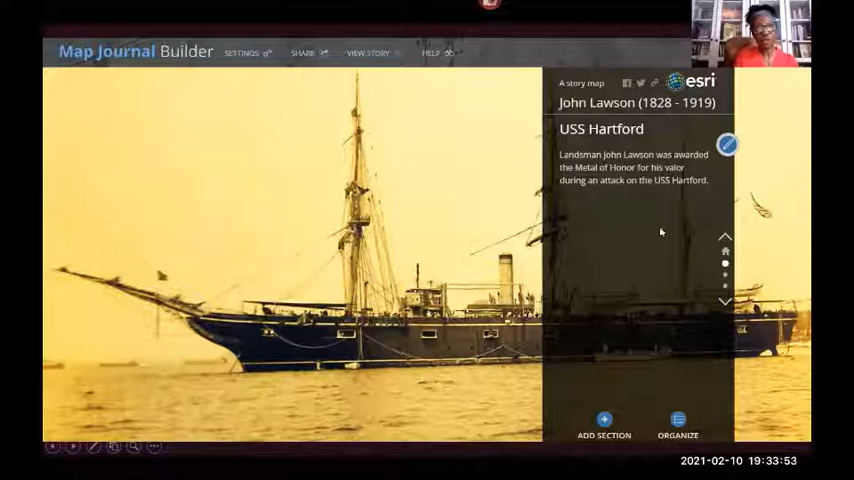 Map Journal Builder SETTINGS SHARE VIEW STORY HELP
A story map esri
John Lawson (1828 - 1919)
USS Hartford
Landsman John Lawson was awarded
the Metal of Honor for his valor
during an attack on the USS Hartford.
ADD SECTION ORGANIZE
2021-02-10 19:33:53